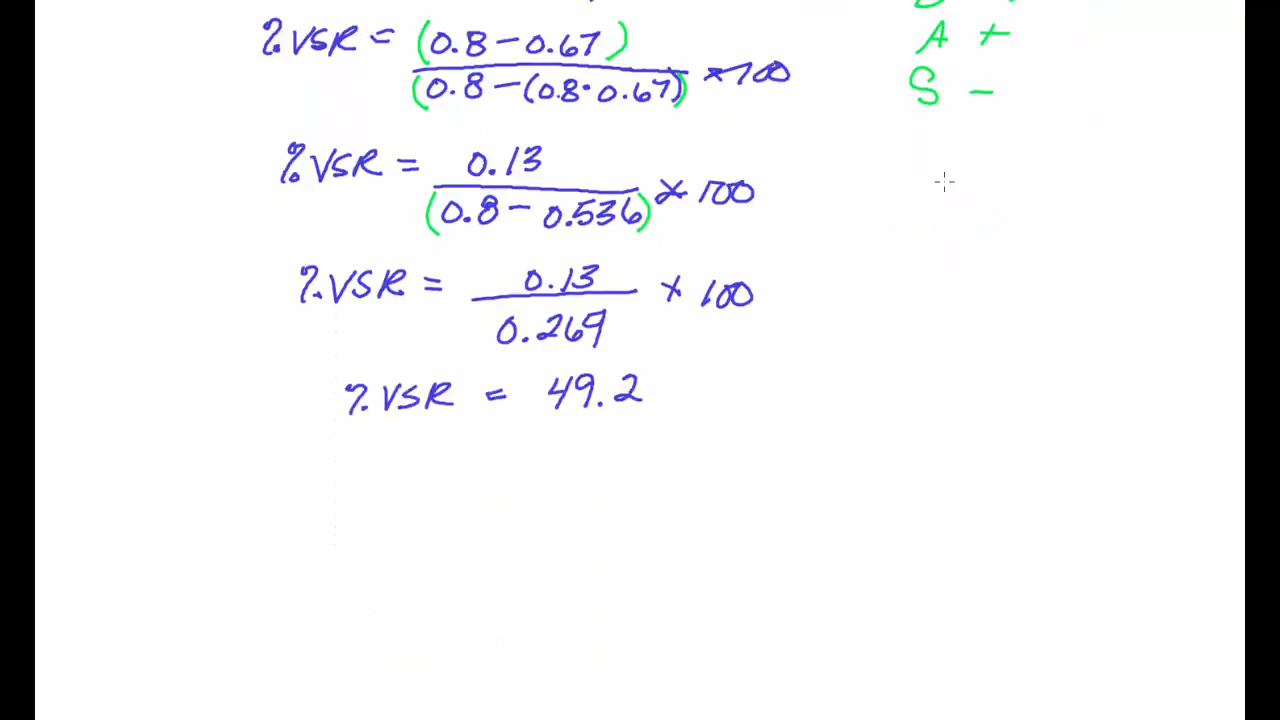 %VSR = (0.8 - 0.67)
(0.8 - (0.8 · 0.67)) × 100
A +
S -
%VSR = 0.13
(0.8 - 0.536) × 100
%VSR = 0.13
0.269 × 100
%VSR = 49.2